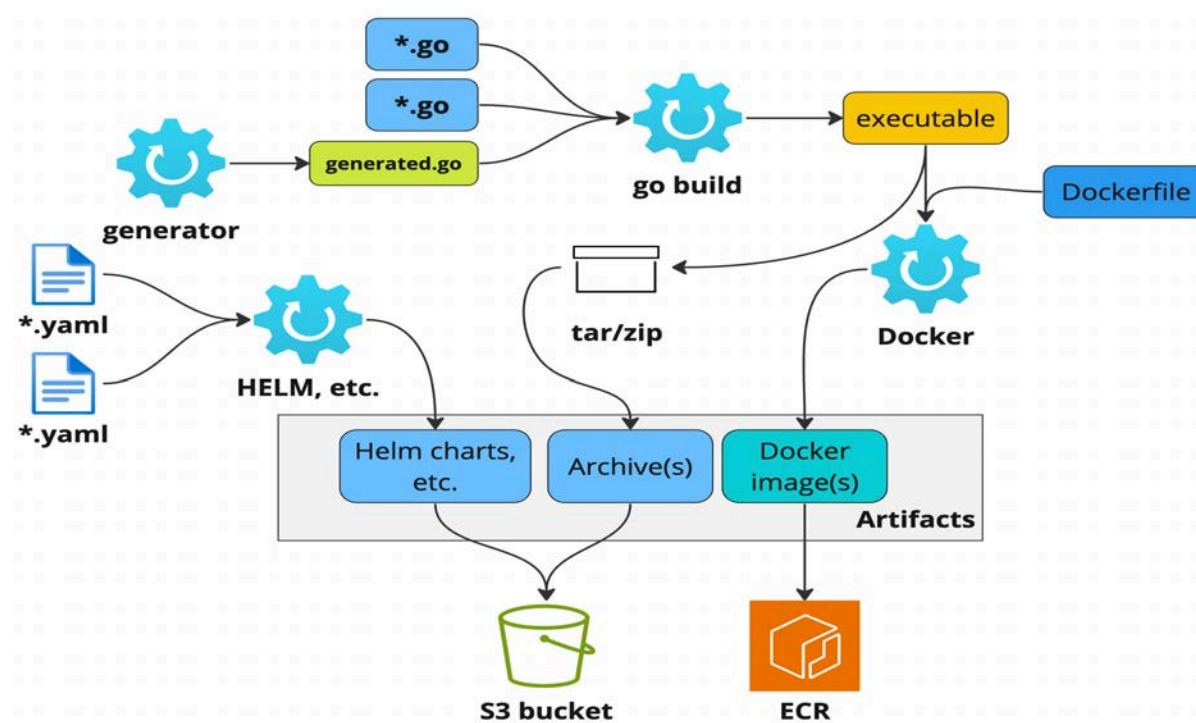 *.go
*.go
generated.go
go build
executable
Dockerfile
generator
*.yaml
tar/zip
Docker
HELM, etc.
*.yaml
Helm charts,
etc.
Archive(s)
Docker
image(s)
Artifacts
S3 bucket
ECR